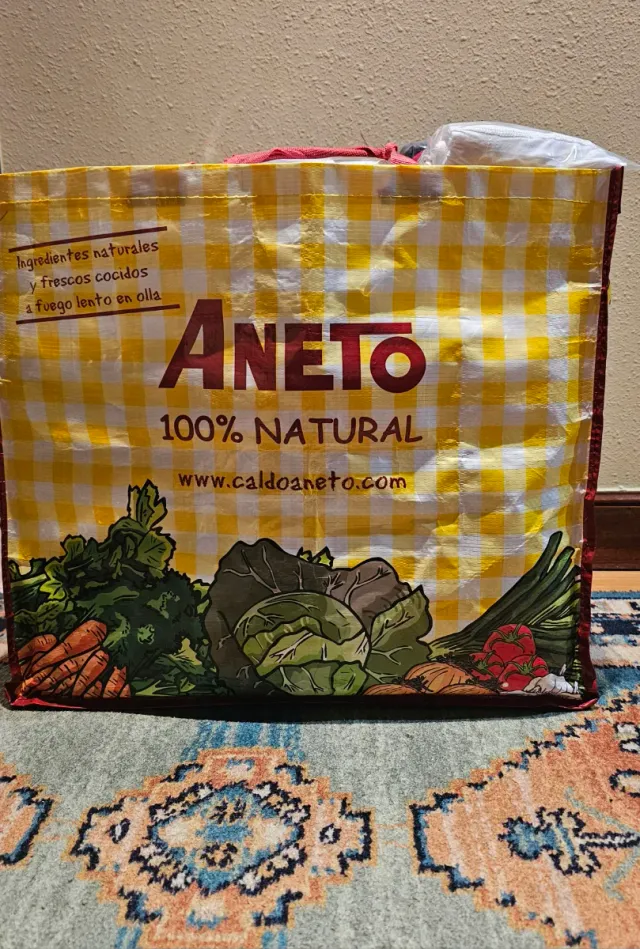 Ingredientes naturales
y frescos cocidos
a fuego lento en olla
ANETO
100% NATURAL
www.caldoaneto.com